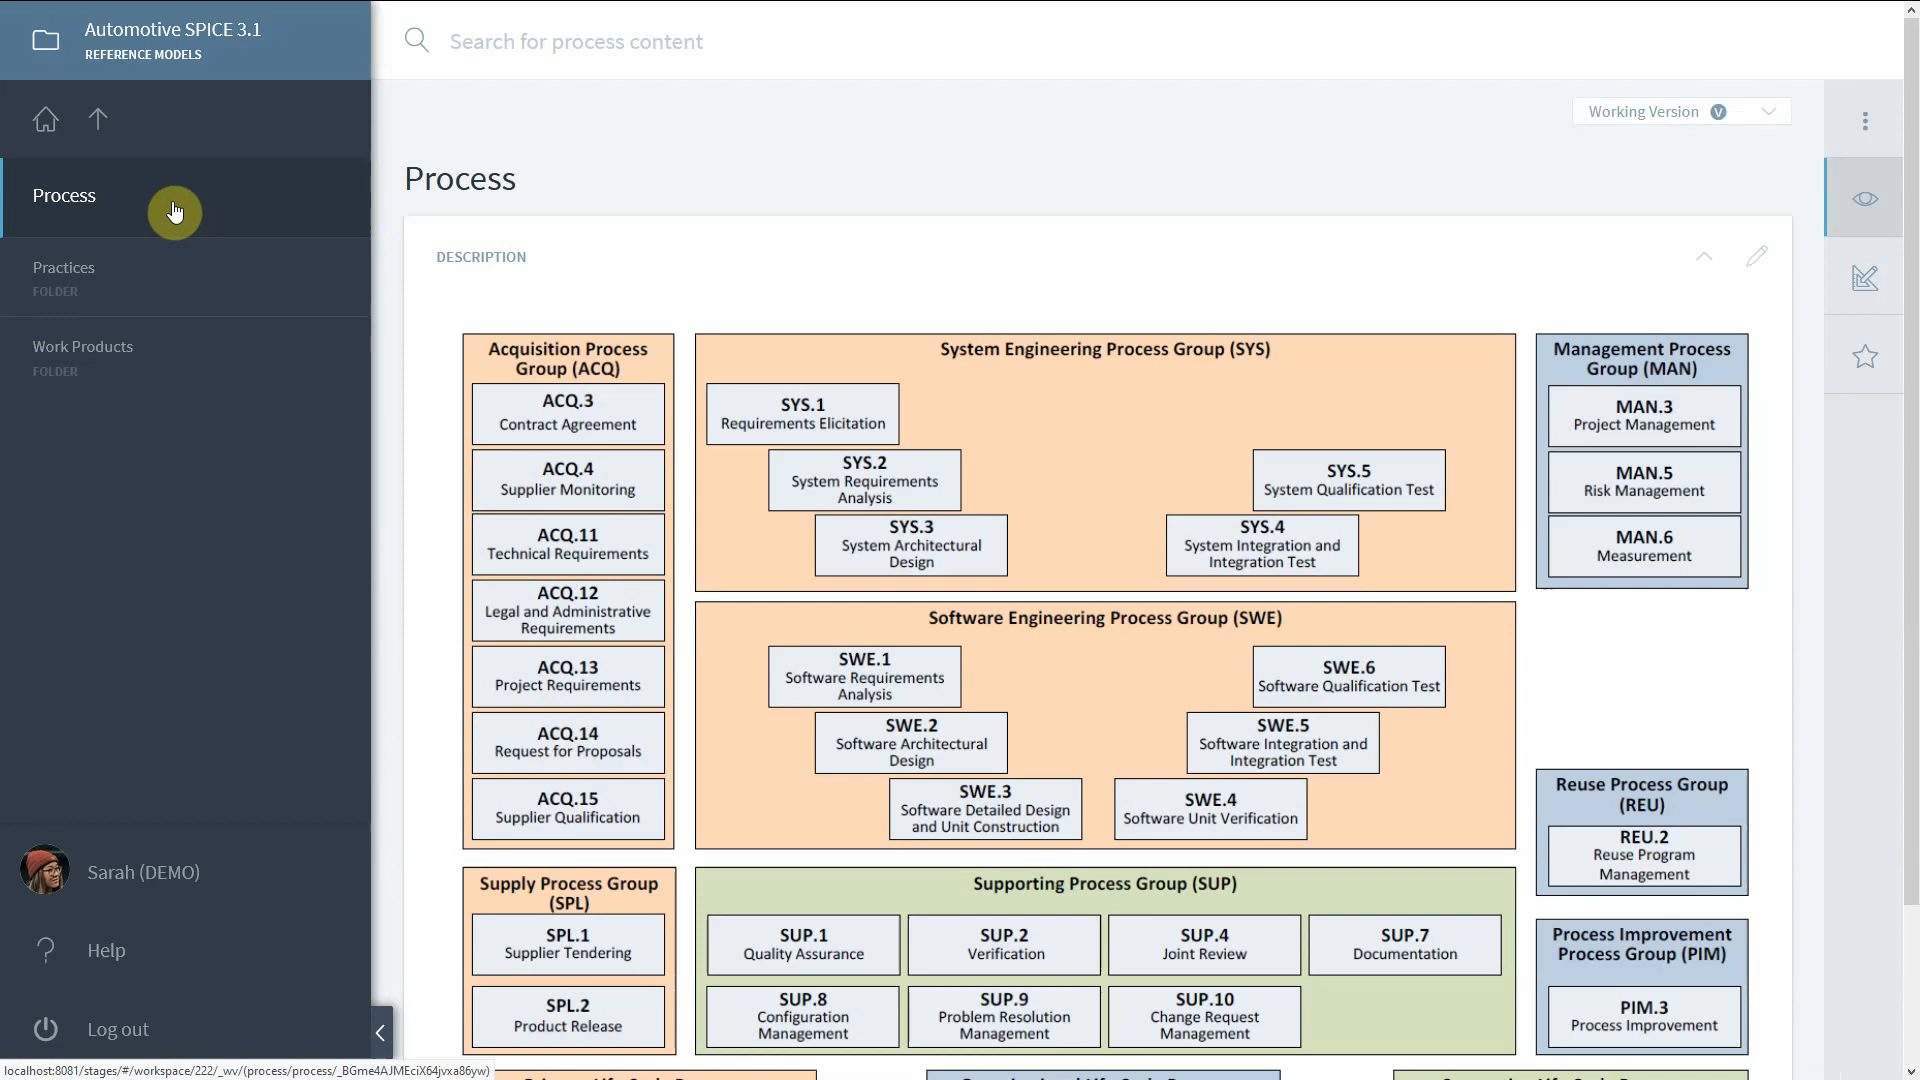 Automotive SPICE 3.1
REFERENCE MODELS
Search for process content
Working Version V
Process
Process
Practices
FOLDER
Work Products
FOLDER
DESCRIPTION
Acquisition Process
Group (ACQ)
ACQ.3
Contract Agreement
ACQ.4
Supplier Monitoring
ACQ.11
Technical Requirements
ACQ.12
Legal and Administrative
Requirements
ACQ.13
Project Requirements
ACQ.14
Request for Proposals
ACQ.15
Supplier Qualification
System Engineering Process Group (SYS)
SYS.1
Requirements Elicitation
SYS.2
System Requirements
Analysis
SYS.3
System Architectural
Design
SYS.5
System Qualification Test
SYS.4
System Integration and
Integration Test
Management Process
Group (MAN)
MAN.3
Project Management
MAN.5
Risk Management
MAN.6
Measurement
Software Engineering Process Group (SWE)
SWE.1
Software Requirements
Analysis
SWE.2
Software Architectural
Design
SWE.3
Software Detailed Design
and Unit Construction
SWE.6
Software Qualification Test
SWE.5
Software Integration and
Integration Test
SWE.4
Software Unit Verification
Reuse Process Group
(REU)
REU.2
Reuse Program
Management
Supply Process Group
(SPL)
SPL.1
Supplier Tendering
SPL.2
Product Release
Supporting Process Group (SUP)
SUP.1
Quality Assurance
SUP.2
Verification
SUP.4
Joint Review
SUP.7
Documentation
SUP.8
Configuration
Management
SUP.9
Problem Resolution
Management
SUP.10
Change Request
Management
Process Improvement
Process Group (PIM)
PIM.3
Process Improvement
Sarah (DEMO)
Help
Log out
localhost:8081/stages/#/workspace/222/_wv/(process/process/_BGme4AJMECiX64jvxa86yw)